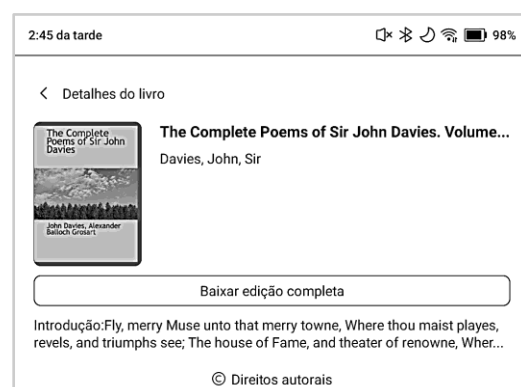 2:45 da tarde
98%
Detalhes do livro
The Complete
Poems of Sir John
Davies
John Davies, Alexander
Balloch Grosart
The Complete Poems of Sir John Davies. Volume...
Davies, John, Sir
Baixar edição completa
Introdução:Fly, merry Muse unto that merry towne, Where thou maist playes,
revels, and triumphs see; The house of Fame, and theater of renowne, Wher...
© Direitos autorais